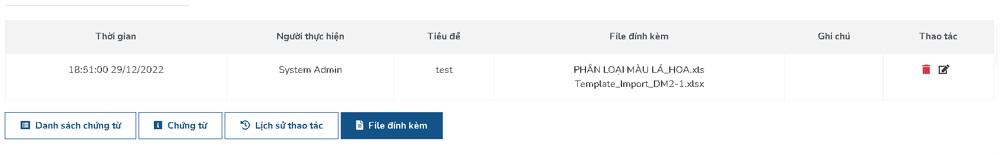 Thời gian Người thực hiện Tiêu đề File đính kèm Ghi chú Thao tác
18:51:00 29/12/2022 System Admin test PHÂN LOẠI MÀU LÁ_HOA.xls
Template_Import_DM2-1.xlsx
Danh sách chứng từ Chứng từ Lịch sử thao tác File đính kèm